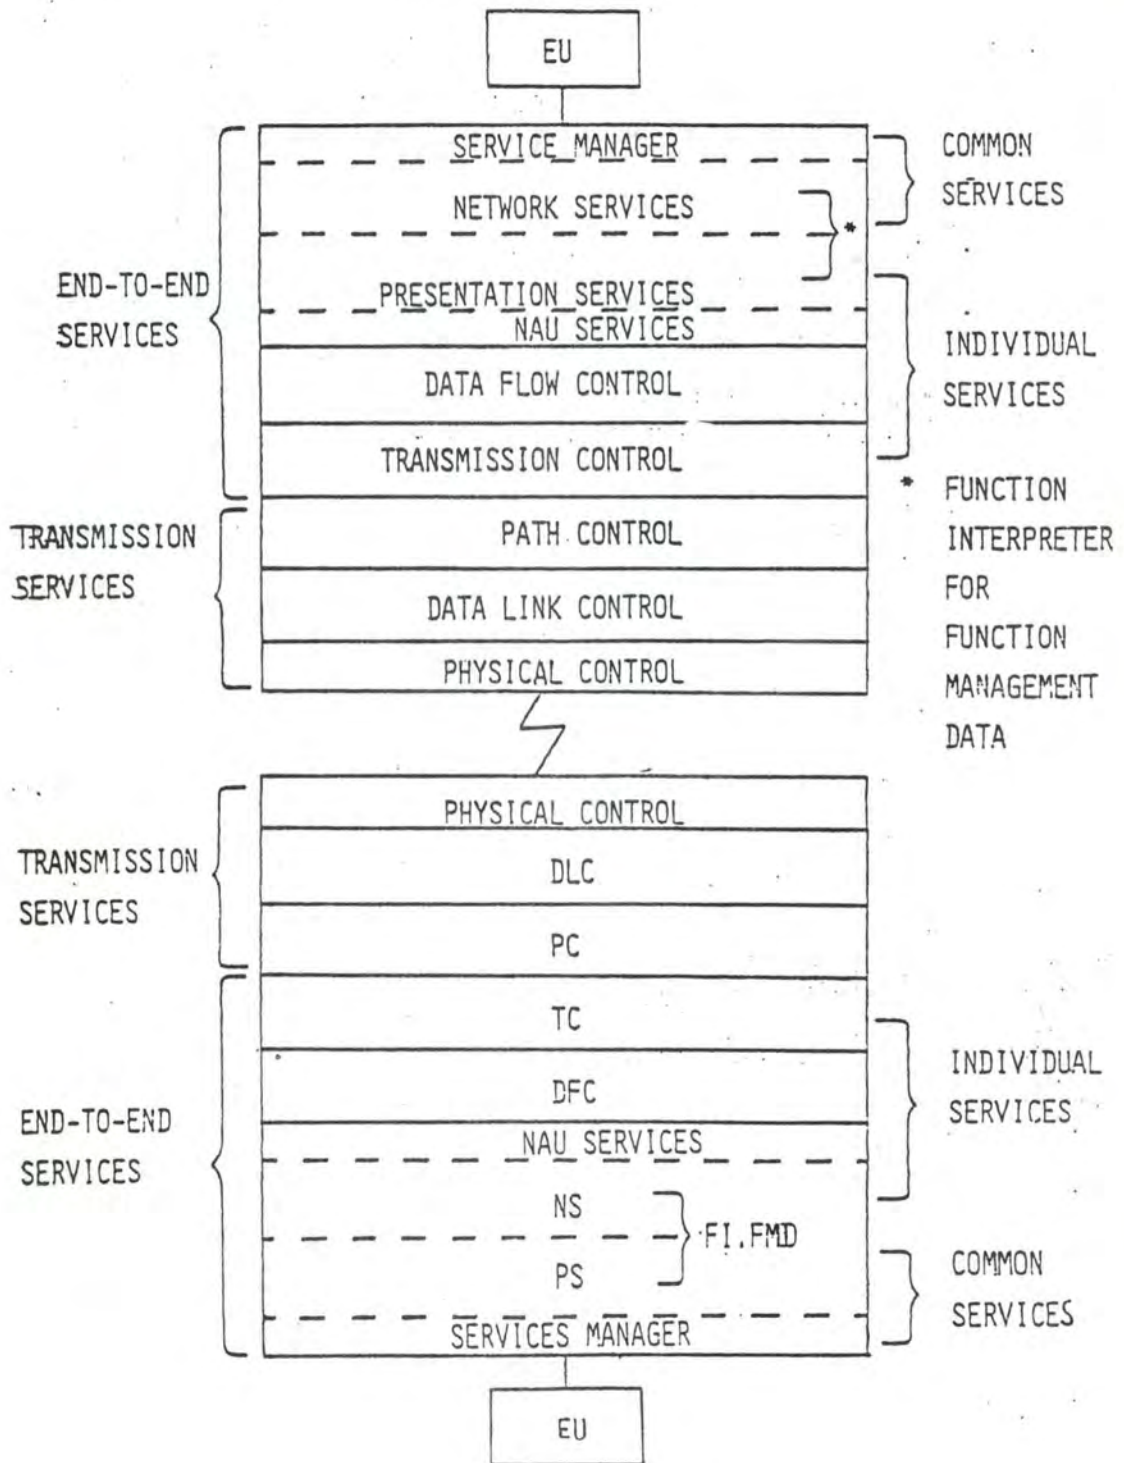 EU
SERVICE MANAGER
COMMON
SERVICES
NETWORK SERVICES
*
END-TO-END
SERVICES
PRESENTATION SERVICES
NAU SERVICES
INDIVIDUAL
SERVICES
DATA FLOW CONTROL
TRANSMISSION CONTROL
* FUNCTION
INTERPRETER
FOR
FUNCTION
MANAGEMENT
DATA
TRANSMISSION
SERVICES
PATH CONTROL
DATA LINK CONTROL
PHYSICAL CONTROL
PHYSICAL CONTROL
TRANSMISSION
SERVICES
DLC
PC
TC
INDIVIDUAL
SERVICES
DFC
END-TO-END
SERVICES
NAU SERVICES
NS
FI.FMD
PS
COMMON
SERVICES
SERVICES MANAGER
EU